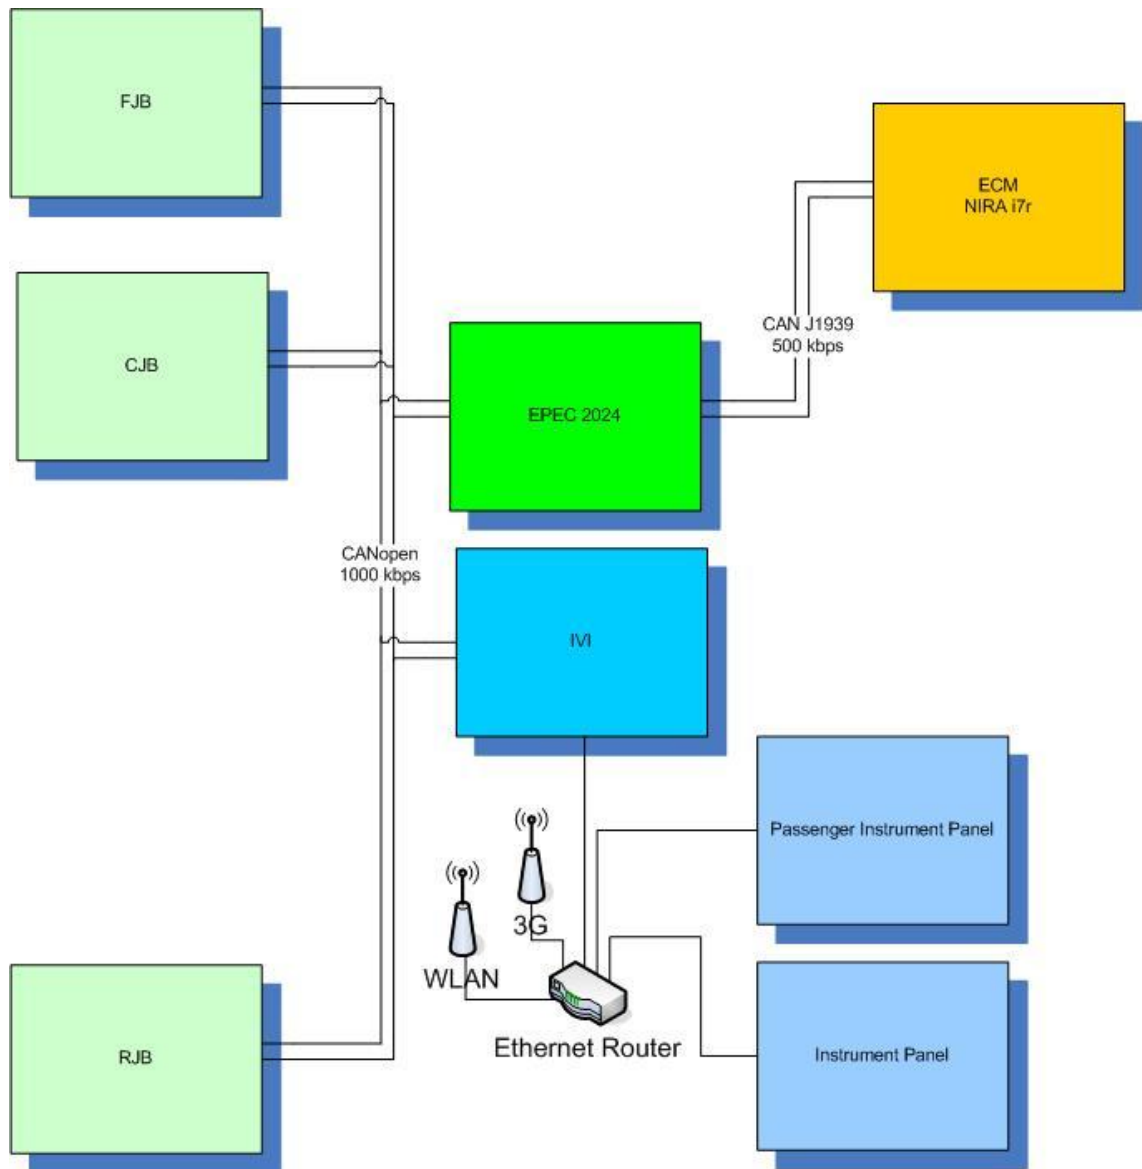 FJB
ECM
NIRA i7r
CJB
CAN J1939
500 kbps
EPEC 2024
CANopen
1000 kbps
IVI
Passenger Instrument Panel
3G
WLAN
Ethernet Router
RJB
Instrument Panel